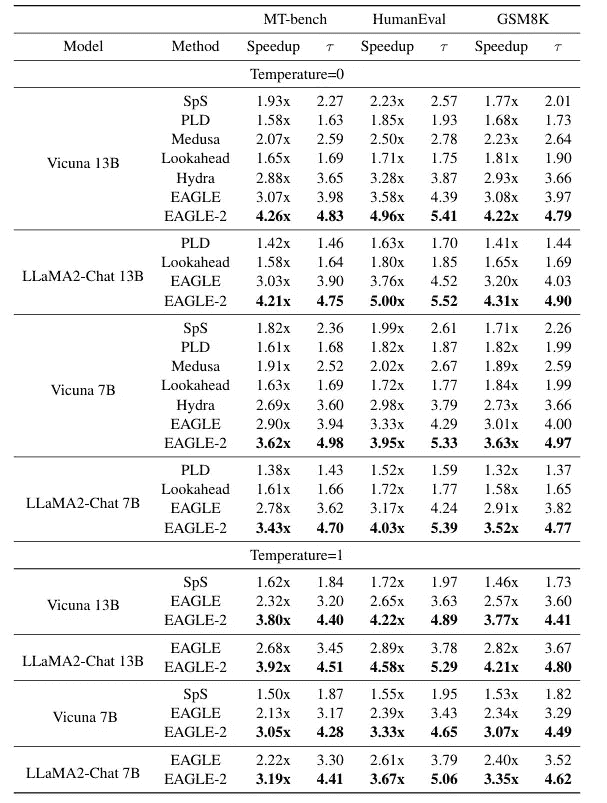 MT-bench HumanEval GSM8K
Model Method Speedup τ Speedup τ Speedup τ
Temperature=0
SpS 1.93x 2.27 2.23x 2.57 1.77x 2.01
PLD 1.58x 1.63 1.85x 1.93 1.68x 1.73
Medusa 2.07x 2.59 2.50x 2.78 2.23x 2.64
Vicuna 13B Lookahead 1.65x 1.69 1.71x 1.75 1.81x 1.90
Hydra 2.88x 3.65 3.28x 3.87 2.93x 3.66
EAGLE 3.07x 3.98 3.58x 4.39 3.08x 3.97
EAGLE-2 4.26x 4.83 4.96x 5.41 4.22x 4.79
PLD 1.42x 1.46 1.63x 1.70 1.41x 1.44
Lookahead 1.58x 1.64 1.80x 1.85 1.65x 1.69
LLaMA2-Chat 13B EAGLE 3.03x 3.90 3.76x 4.52 3.20x 4.03
EAGLE-2 4.21x 4.75 5.00x 5.52 4.31x 4.90
SpS 1.82x 2.36 1.99x 2.61 1.71x 2.26
PLD 1.61x 1.68 1.82x 1.87 1.82x 1.99
Medusa 1.91x 2.52 2.02x 2.67 1.89x 2.59
Vicuna 7B Lookahead 1.63x 1.69 1.72x 1.77 1.84x 1.99
Hydra 2.69x 3.60 2.98x 3.79 2.73x 3.66
EAGLE 2.90x 3.94 3.33x 4.29 3.01x 4.00
EAGLE-2 3.62x 4.98 3.95x 5.33 3.63x 4.97
PLD 1.38x 1.43 1.52x 1.59 1.32x 1.37
Lookahead 1.61x 1.66 1.72x 1.77 1.58x 1.65
LLaMA2-Chat 7B EAGLE 2.78x 3.62 3.17x 4.24 2.91x 3.82
EAGLE-2 3.43x 4.70 4.03x 5.39 3.52x 4.77
Temperature=1
SpS 1.62x 1.84 1.72x 1.97 1.46x 1.73
Vicuna 13B EAGLE 2.32x 3.20 2.65x 3.63 2.57x 3.60
EAGLE-2 3.80x 4.40 4.22x 4.89 3.77x 4.41
LLaMA2-Chat 13B EAGLE 2.68x 3.45 2.89x 3.78 2.82x 3.67
EAGLE-2 3.92x 4.51 4.58x 5.29 4.21x 4.80
SpS 1.50x 1.87 1.55x 1.95 1.53x 1.82
Vicuna 7B EAGLE 2.13x 3.17 2.39x 3.43 2.34x 3.29
EAGLE-2 3.05x 4.28 3.33x 4.65 3.07x 4.49
LLaMA2-Chat 7B EAGLE 2.22x 3.30 2.61x 3.79 2.40x 3.52
EAGLE-2 3.19x 4.41 3.67x 5.06 3.35x 4.62